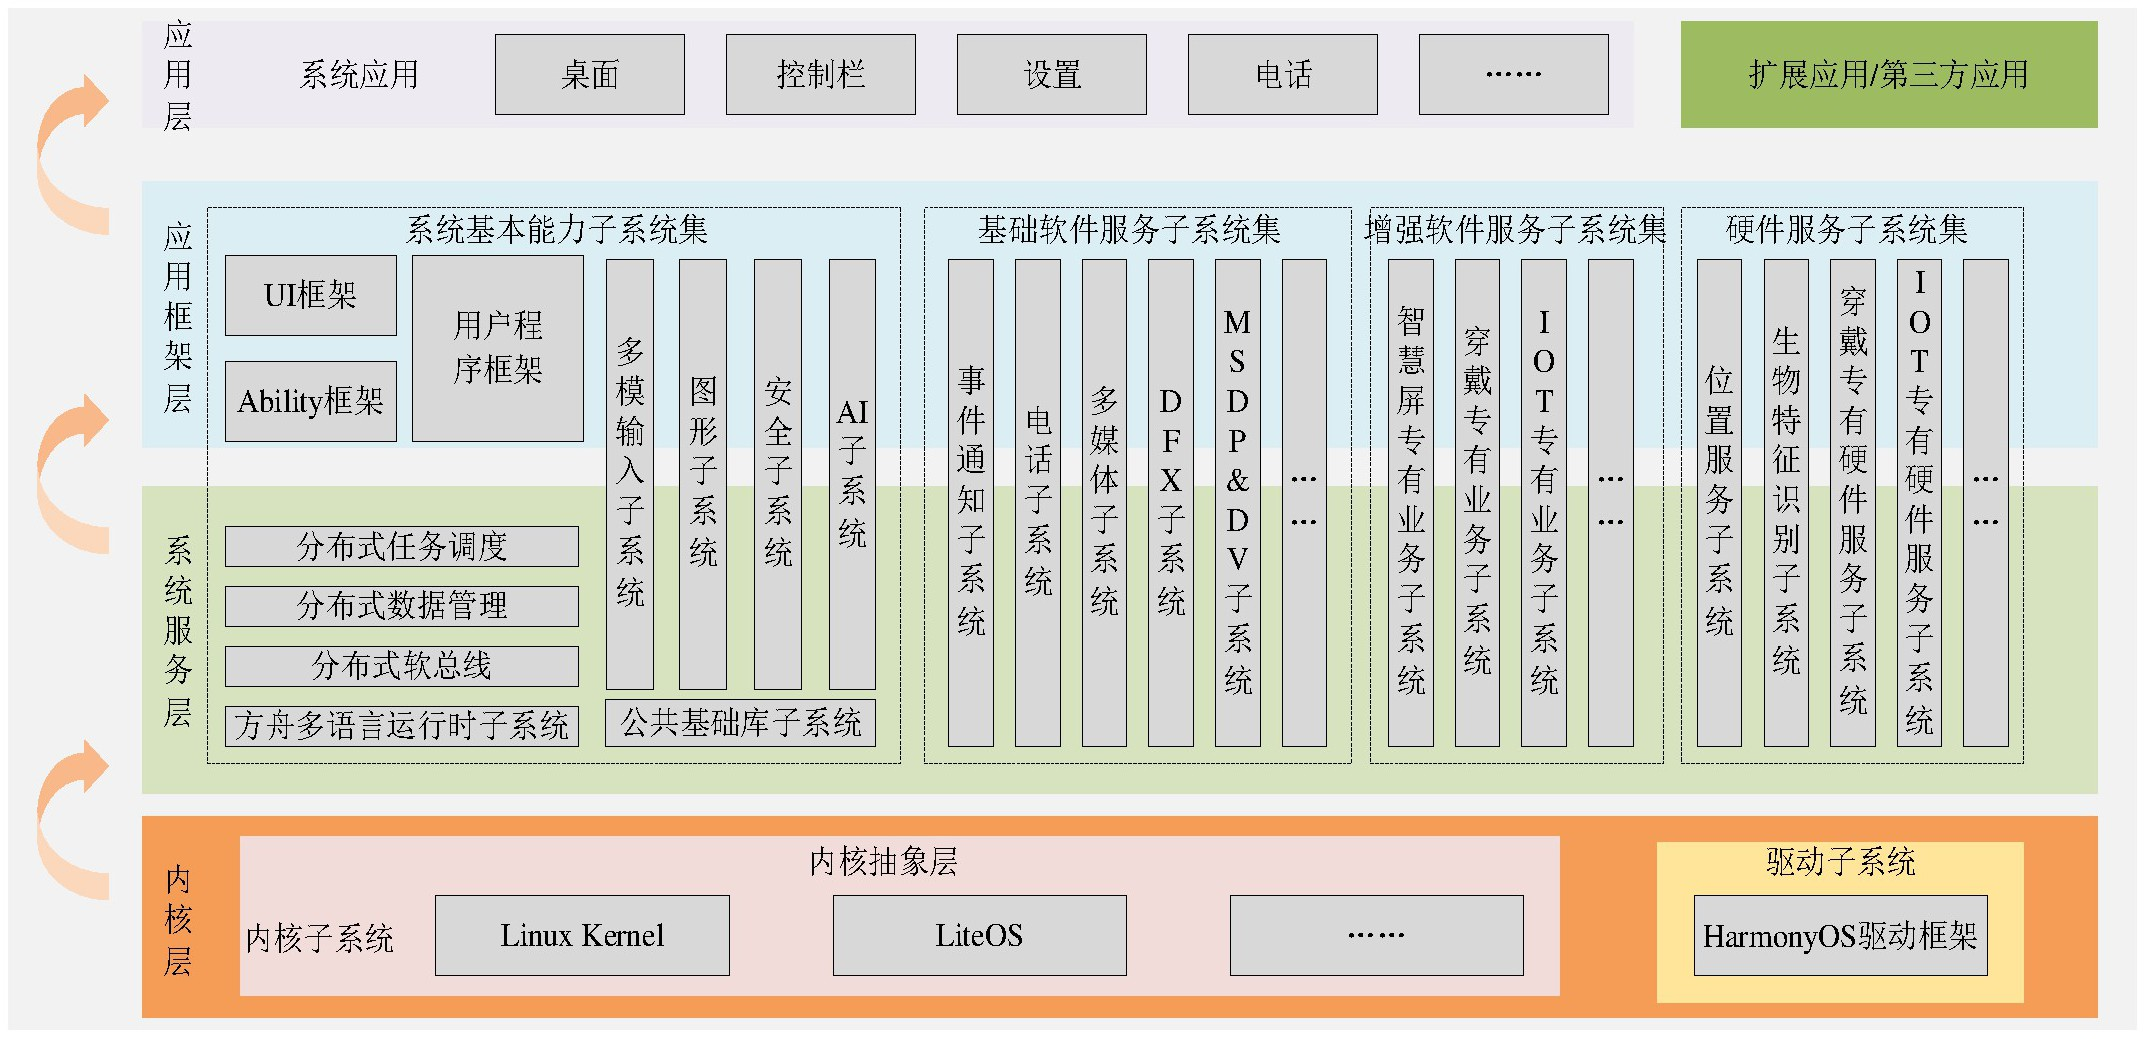 应用层
系统应用
桌面
控制栏
设置
电话
……
扩展应用/第三方应用
应用框架层
系统基本能力子系统集
UI框架
Ability框架
用户程
序框架
多模输入子系统
图形子系统
安全子系统
AI子系统
基础软件服务子系统集
事件通知子系统
电话子系统
多媒体子系统
DFX子系统
MSDP&DV子系统
……
增强软件服务子系统集
智慧屏专有业务子系统
穿戴专有业务子系统
IOT专有业务子系统
……
硬件服务子系统集
位置服务子系统
生物特征识别子系统
穿戴专有硬件服务子系统
IOT专有硬件服务子系统
……
系统服务层
分布式任务调度
分布式数据管理
分布式软总线
方舟多语言运行时子系统
公共基础库子系统
内核层
内核抽象层
内核子系统
Linux Kernel
LiteOS
……
驱动子系统
HarmonyOS驱动框架